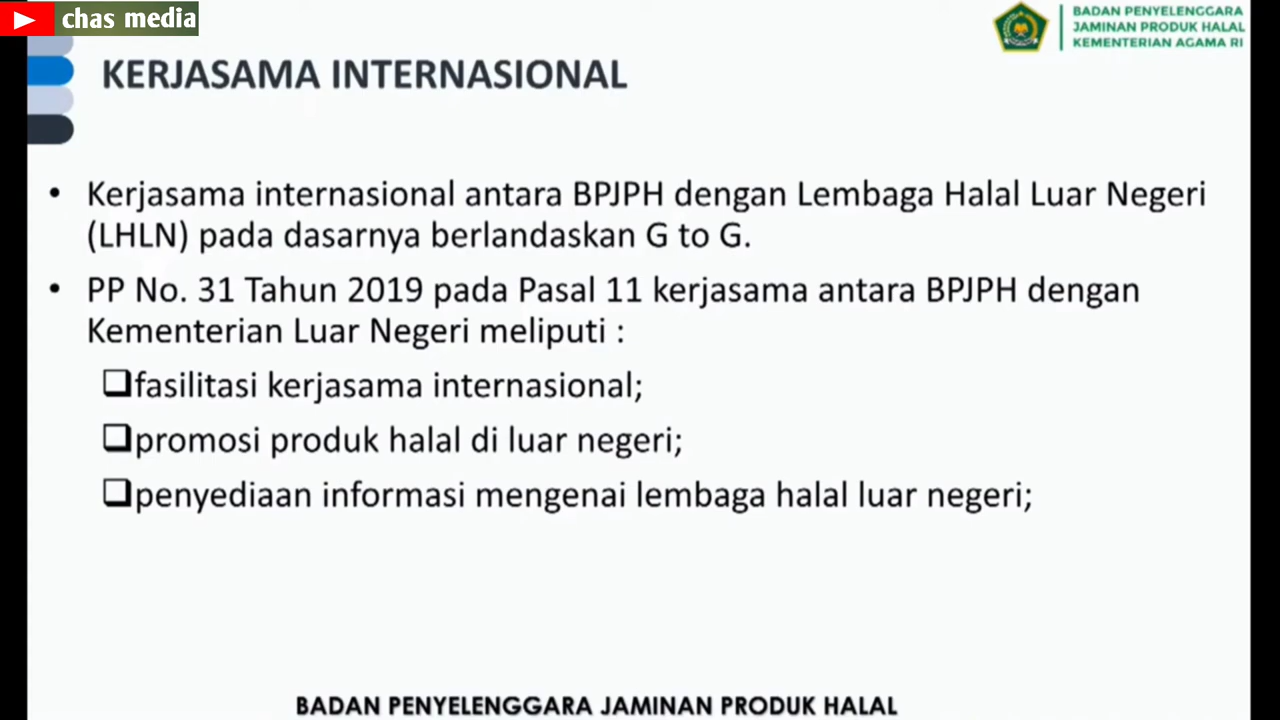 chas media
BADAN PENYELENGGARA
JAMINAN PRODUK HALAL
KEMENTERIAN AGAMA RI
KERJASAMA INTERNASIONAL
• Kerjasama internasional antara BPJPH dengan Lembaga Halal Luar Negeri
(LHLN) pada dasarnya berlandaskan G to G.
• PP No. 31 Tahun 2019 pada Pasal 11 kerjasama antara BPJPH dengan
Kementerian Luar Negeri meliputi :
❑fasilitasi kerjasama internasional;
❑promosi produk halal di luar negeri;
❑penyediaan informasi mengenai lembaga halal luar negeri;
BADAN PENYELENGGARA JAMINAN PRODUK HALAL